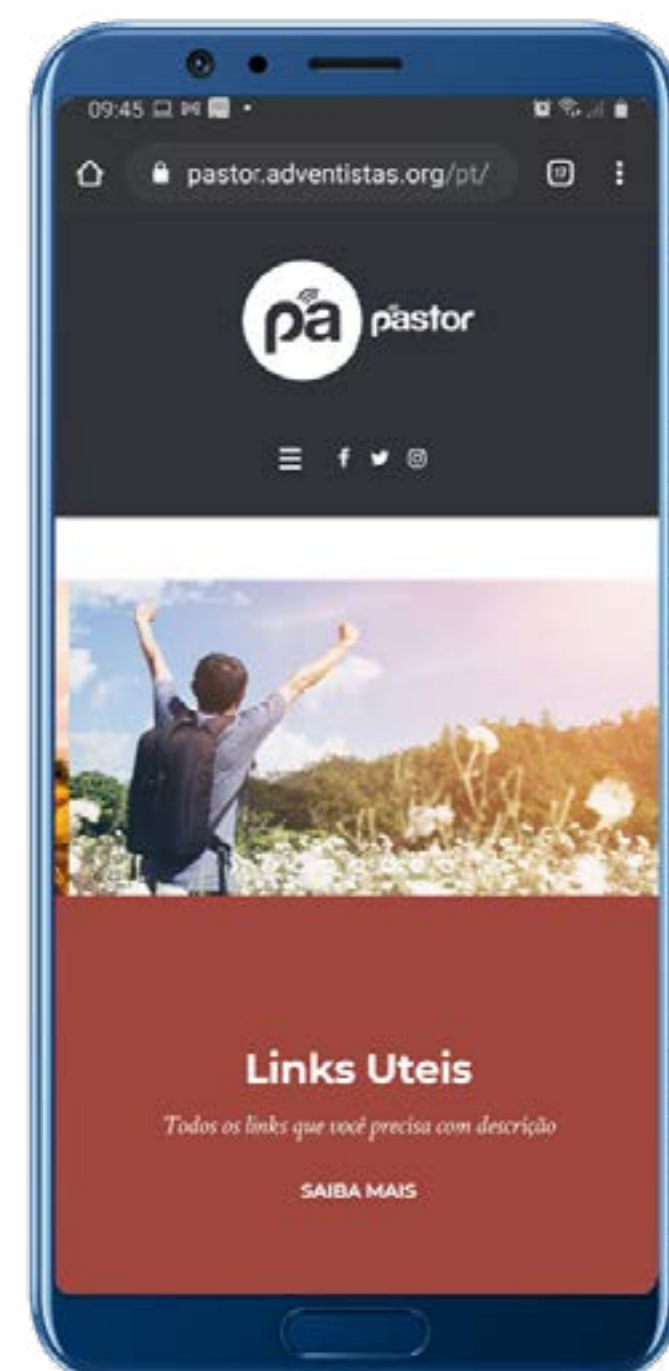 09:45
pastor.adventistas.org/pt/
17
pa pastor
Links Uteis
Todos os links que você precisa com descrição
SAIBA MAIS